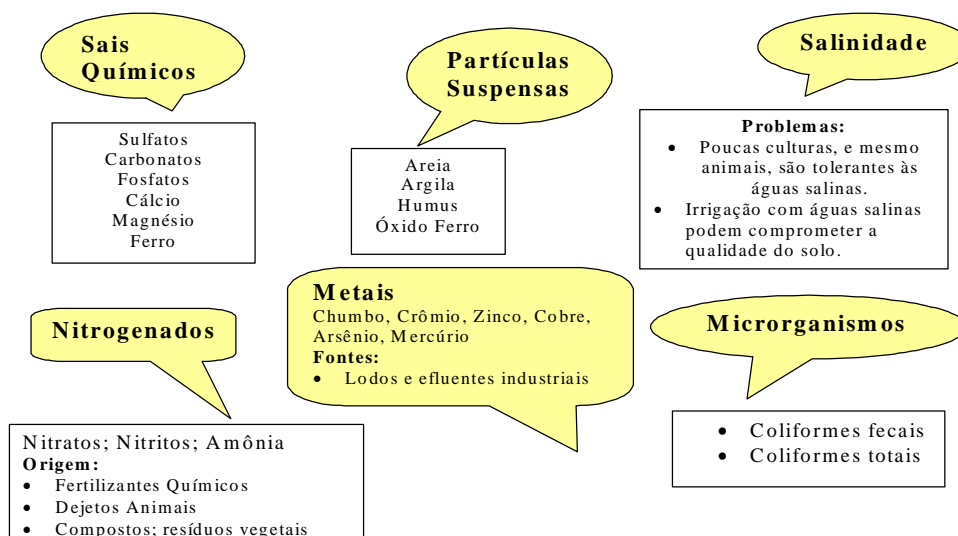 Sais
Químicos
Sulfatos
Carbonatos
Fosfatos
Cálcio
Magnésio
Ferro
Partículas
Suspensas
Areia
Argila
Humus
Óxido Ferro
Salinidade
Problemas:
• Poucas culturas, e mesmo
animais, são tolerantes às
águas salinas.
• Irrigação com águas salinas
podem comprometer a
qualidade do solo.
Nitrogenados
Nitratos; Nitritos; Amônia
Origem:
• Fertilizantes Químicos
• Dejetos Animais
• Compostos; resíduos vegetais
Metais
Chumbo, Crômio, Zinco, Cobre,
Arsênio, Mercúrio
Fontes:
• Lodos e efluentes industriais
Microrganismos
• Coliformes fecais
• Coliformes totais